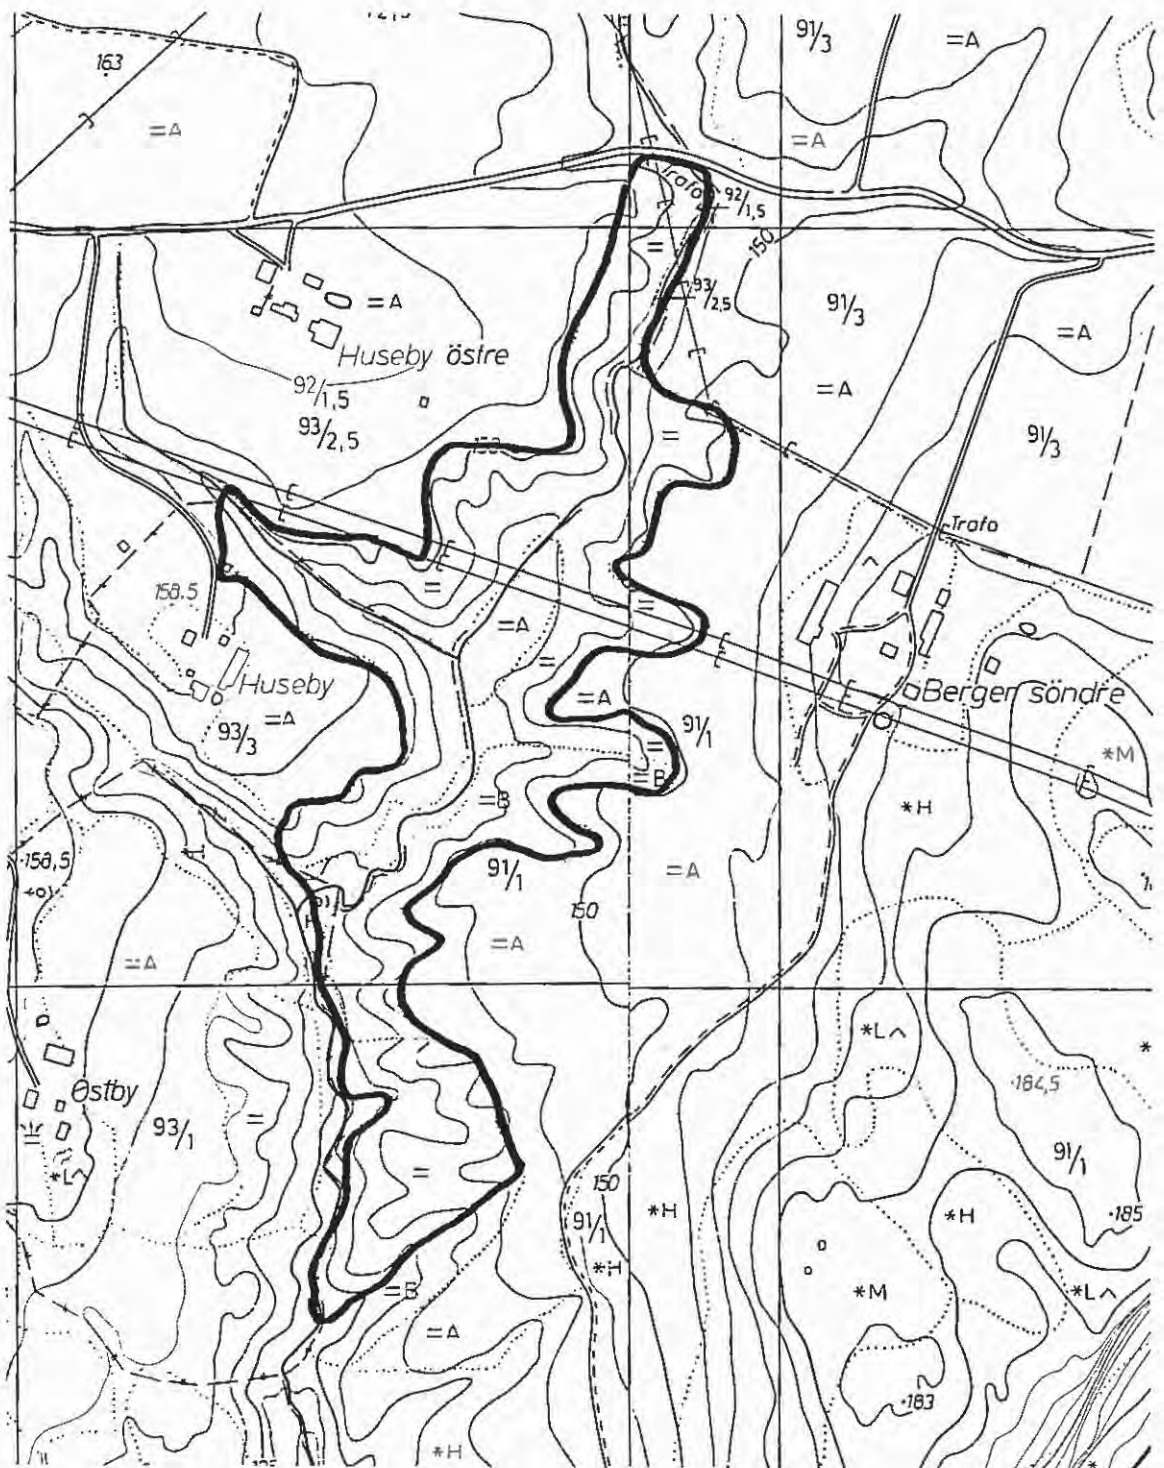 91/3
=A
163
=A
=A
Trafo
92/1,5
=
150
93/2,5
=A
91/3
=A
Huseby östre
92/1,5
93/2,5
=A
=
91/3
Trafo
158.5
=
=
=A
=
Huseby
=A
93/3
=A
91/1
Berger söndre
=
*M
=B
=B
*H
158,5
91/1
=A
150
=A
=A
*L^
*
184,5
Østby
93/1
=
91/1
*L^
=
150
*H
*H
185
91/1
*H
=B
*M
*L^
=A
183
*H